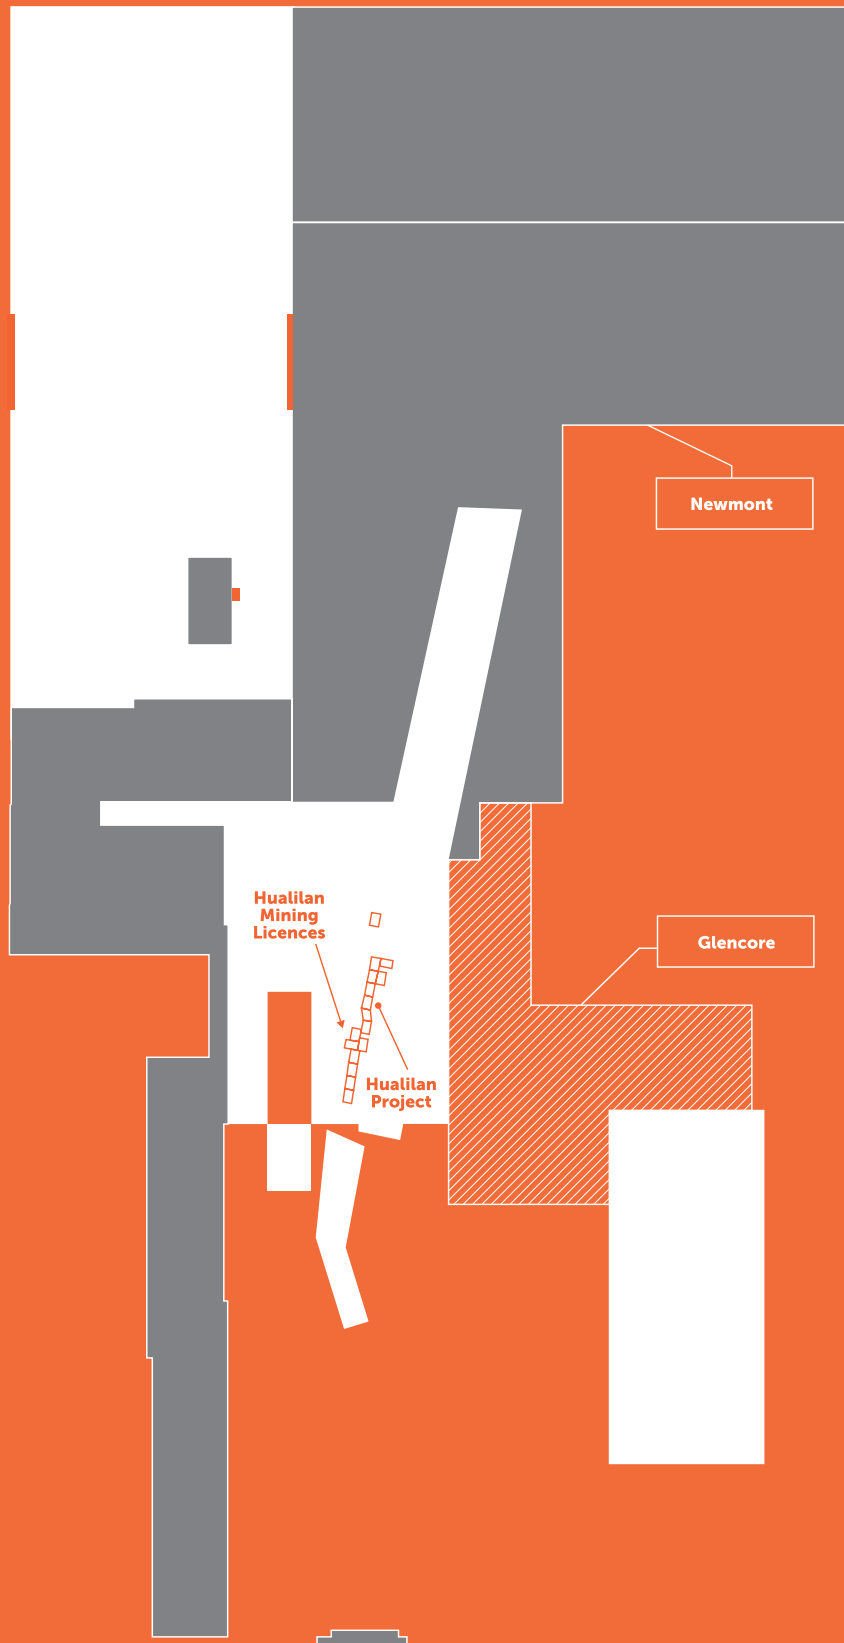 Newmont
Hualilan
Mining
Licences
Glencore
Hualilan
Project